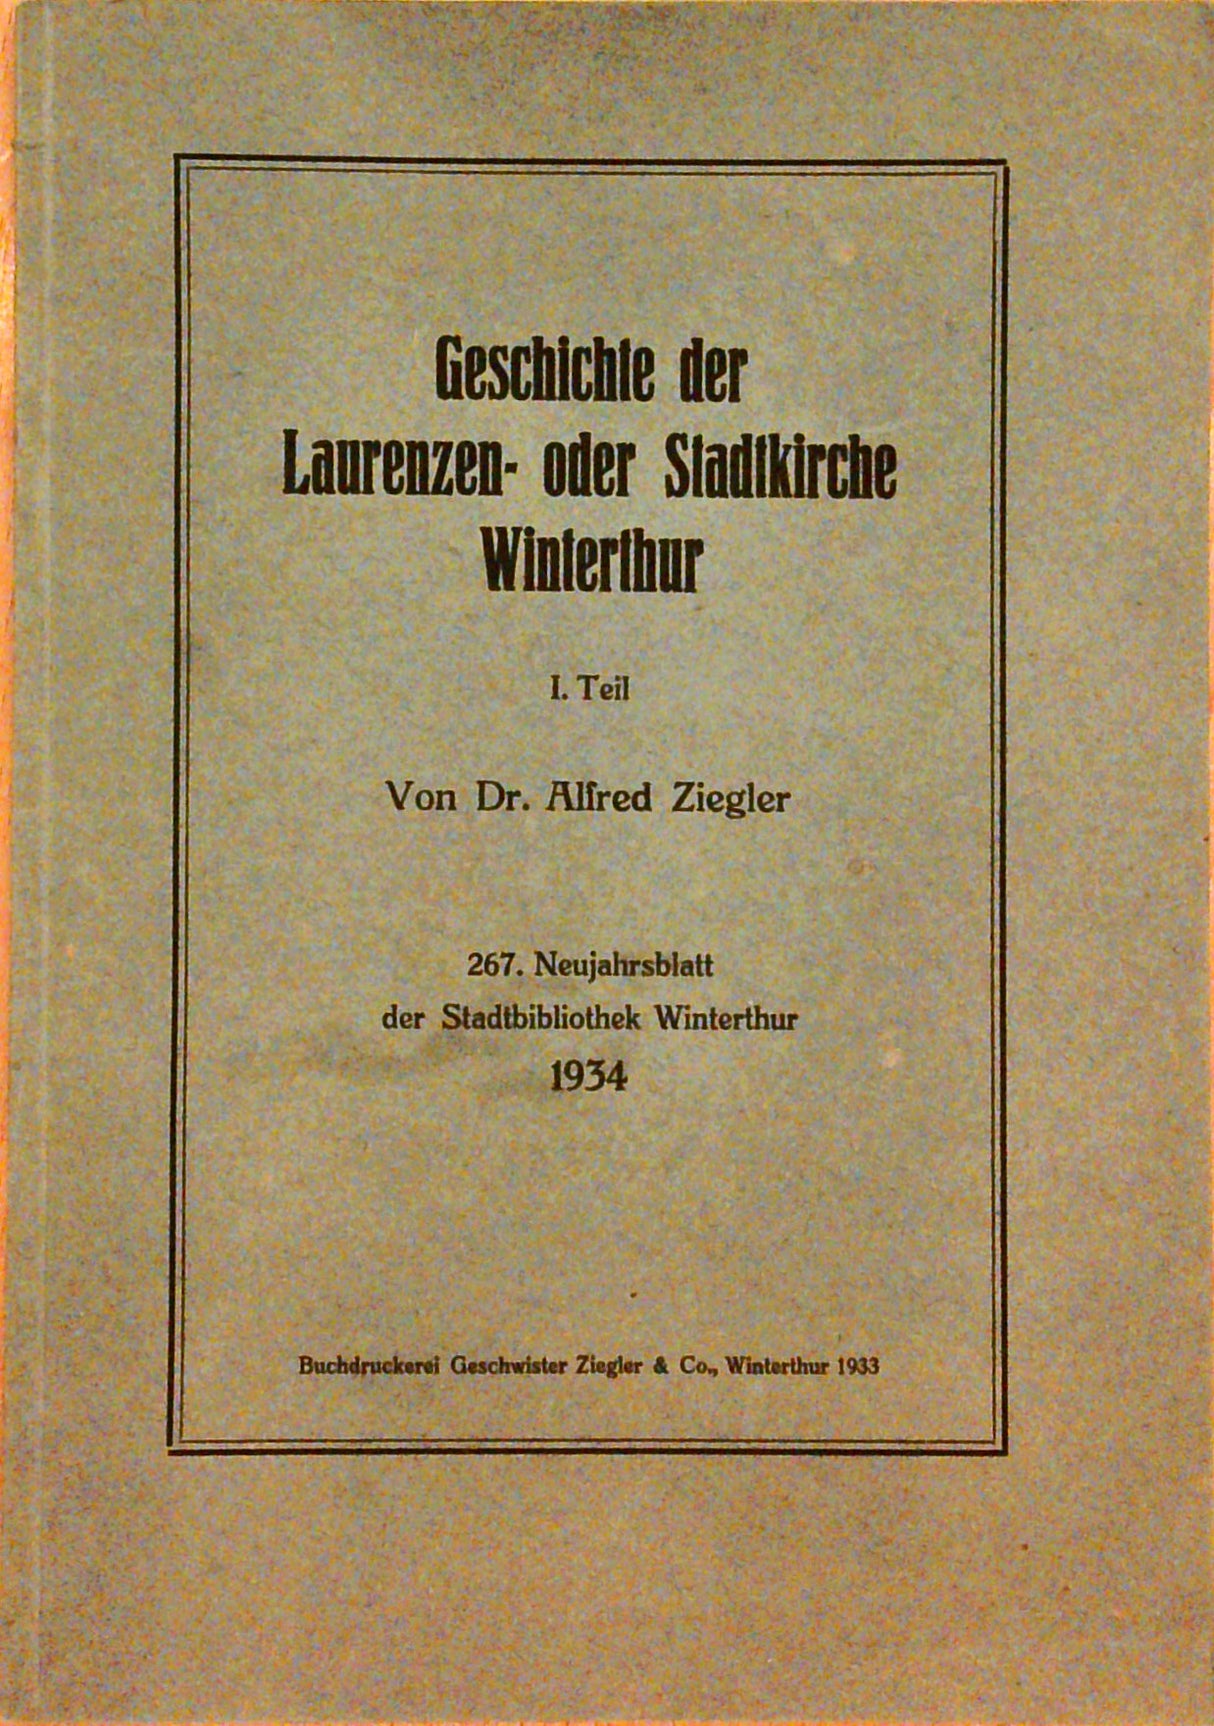 Geschichte der
Laurenzen- oder Stadtkirche
Winterthur
I. Teil
Von Dr. Alfred Ziegler
267. Neujahrsblatt
der Stadtbibliothek Winterthur
1934
Buchdruckerei Geschwister Ziegler & Co., Winterthur 1933